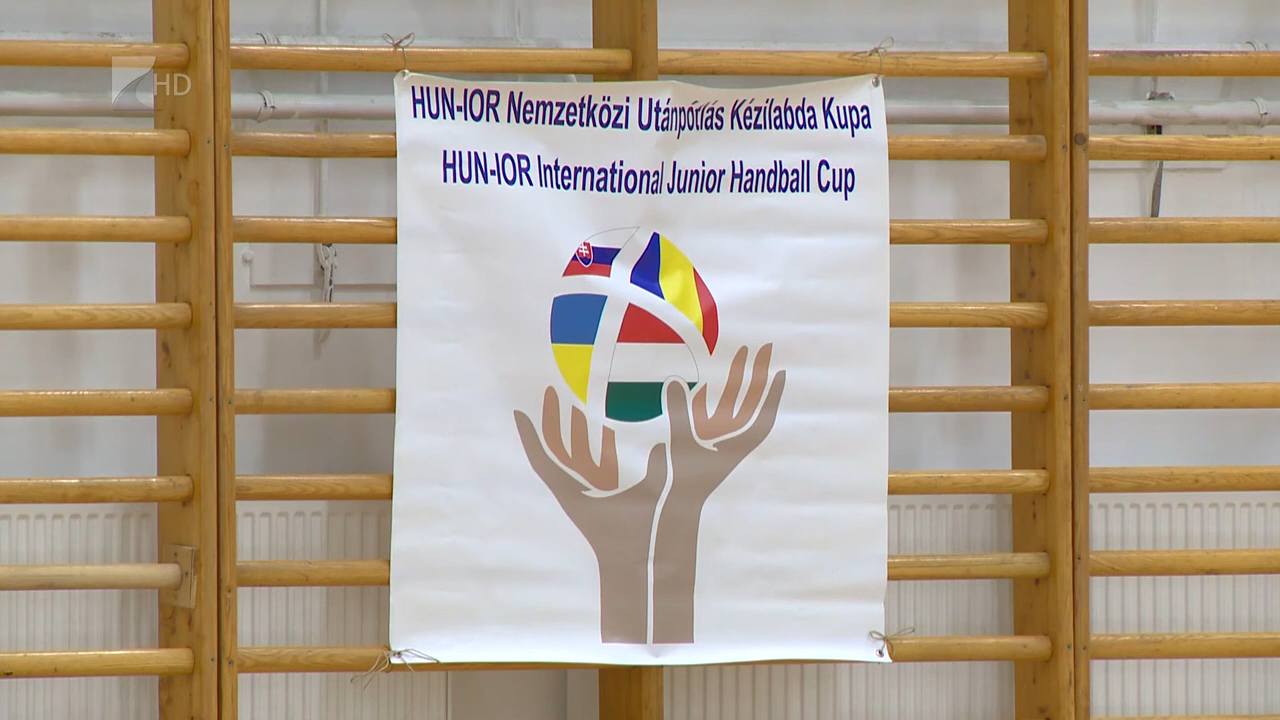 HD
HUN-IOR Nemzetközi Utánpótlás Kézilabda Kupa
HUN-IOR International Junior Handball Cup